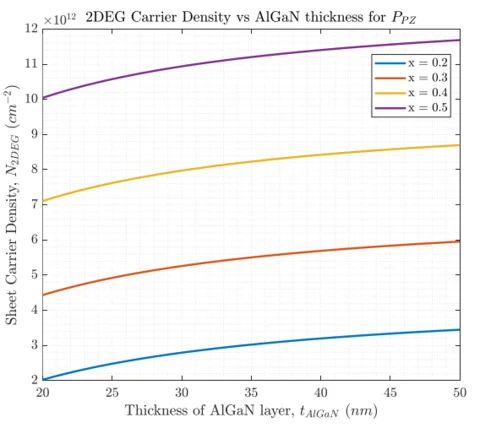 ×10¹² 2DEG Carrier Density vs AlGaN thickness for P_PZ
12
11
10
9
8
7
6
5
4
3
2
Sheet Carrier Density, N_2DEG (cm⁻²)
x = 0.2
x = 0.3
x = 0.4
x = 0.5
20 25 30 35 40 45 50
Thickness of AlGaN layer, t_AlGaN (nm)